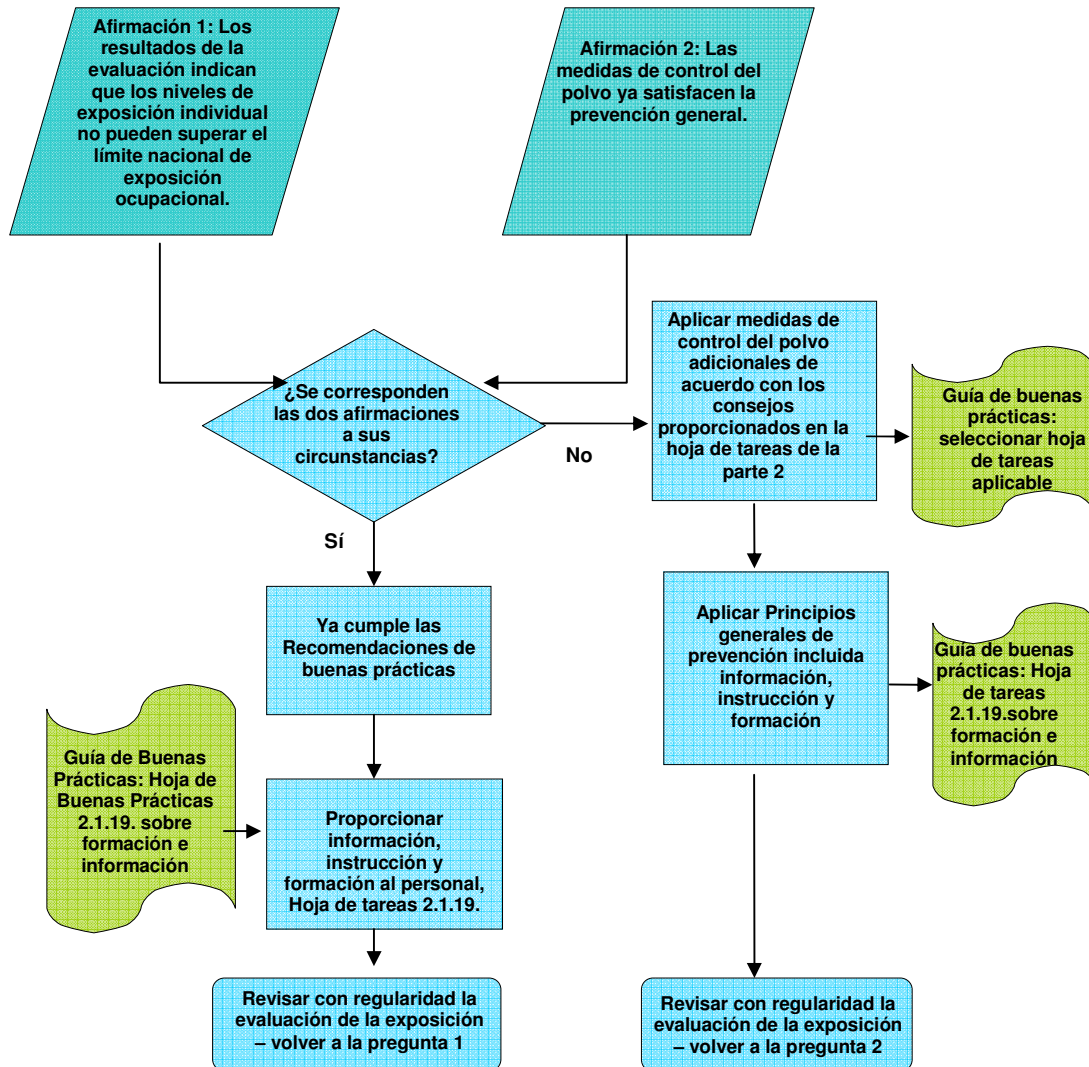 Afirmación 1: Los
resultados de la
evaluación indican
que los niveles de
exposición individual
no pueden superar el
límite nacional de
exposición
ocupacional.
Afirmación 2: Las
medidas de control del
polvo ya satisfacen la
prevención general.
¿Se corresponden
las dos afirmaciones
a sus
circunstancias?
No
Sí
Aplicar medidas de
control del polvo
adicionales de
acuerdo con los
consejos
proporcionados en la
hoja de tareas de la
parte 2
Guía de buenas
prácticas:
seleccionar hoja
de tareas
aplicable
Ya cumple las
Recomendaciones de
buenas prácticas
Aplicar Principios
generales de
prevención incluida
información,
instrucción y
formación
Guía de buenas
prácticas: Hoja
de tareas
2.1.19.sobre
formación e
información
Guía de Buenas
Prácticas: Hoja de
Buenas Prácticas
2.1.19. sobre
formación e
información
Proporcionar
información,
instrucción y
formación al personal,
Hoja de tareas 2.1.19.
Revisar con regularidad la
evaluación de la exposición
– volver a la pregunta 1
Revisar con regularidad la
evaluación de la exposición
– volver a la pregunta 2